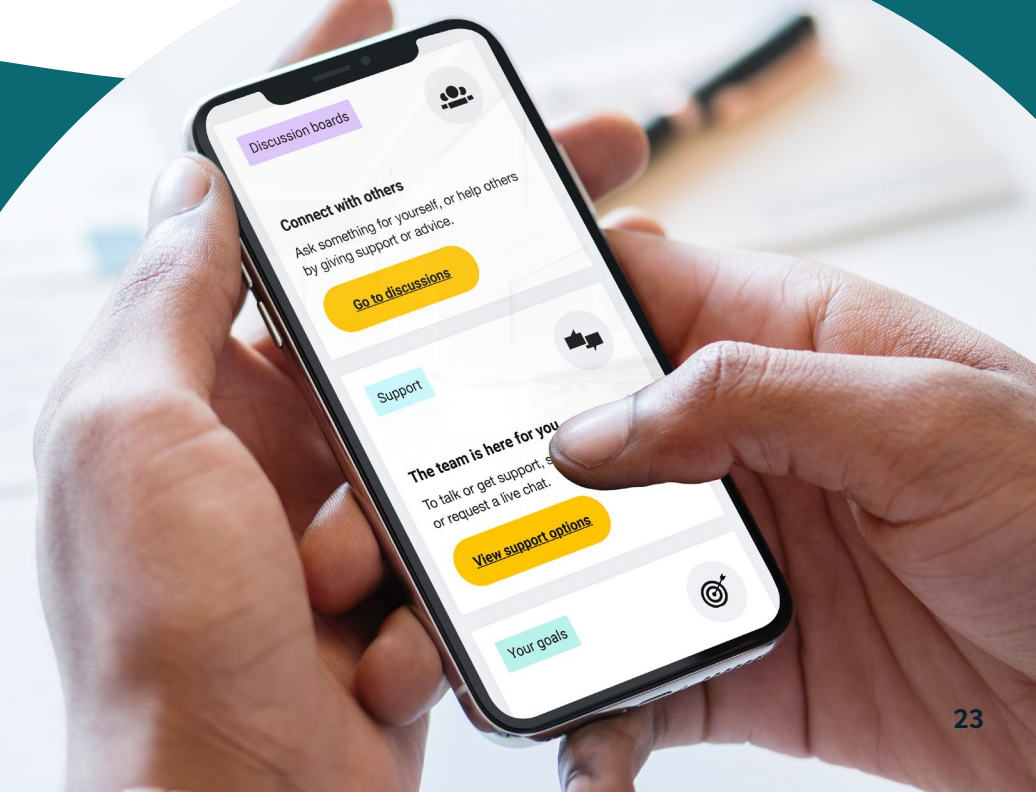 Discussion boards
Connect with others
Ask something for yourself, or help others
by giving support or advice.
Go to discussions
Support
The team is here for you
To talk or get support,
or request a live chat.
View support options
Your goals
23